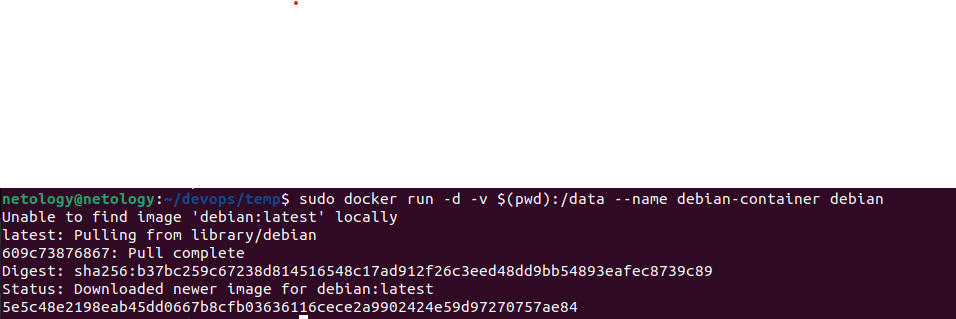 netology@netology:~/devops/temp$ sudo docker run -d -v $(pwd):/data --name debian-container debian
Unable to find image 'debian:latest' locally
latest: Pulling from library/debian
609c73876867: Pull complete
Digest: sha256:b37bc259c67238d814516548c17ad912f26c3eed48dd9bb54893eafec8739c89
Status: Downloaded newer image for debian:latest
5e5c48e2198eab45dd0667b8cfb03636116cece2a9902424e59d97270757ae84